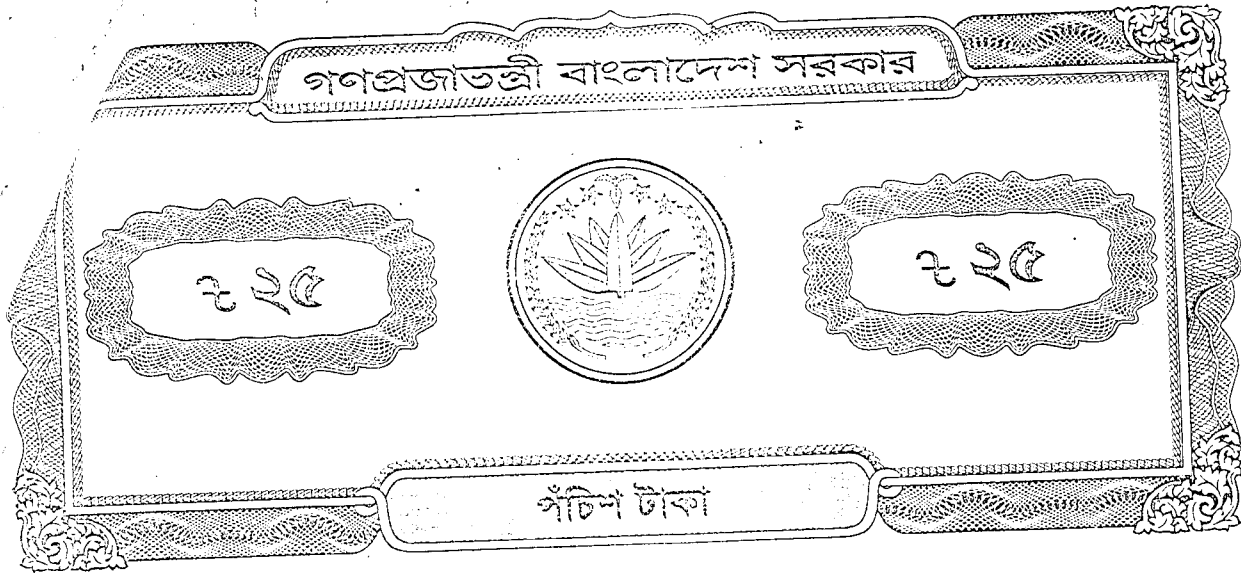 গণপ্রজাতন্ত্রী বাংলাদেশ সরকার
৳ ২৫
৳ ২৫
পঁচিশ টাকা